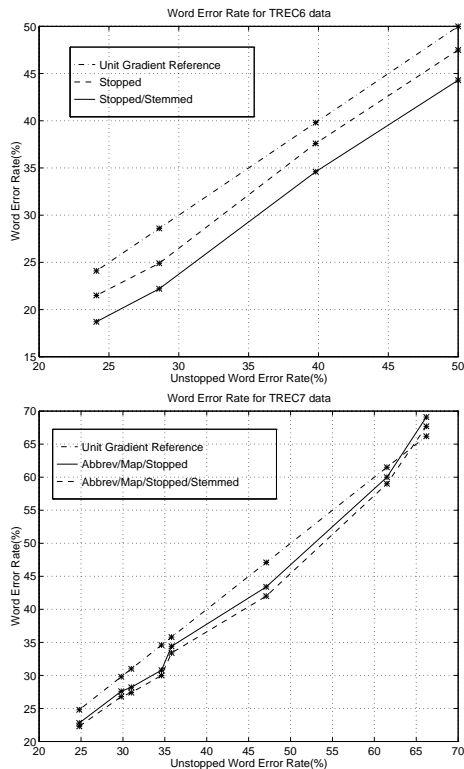 Word Error Rate for TREC6 data
50
45
40
35
30
25
20
15
Word Error Rate(%)
Unit Gradient Reference
Stopped
Stopped/Stemmed
20 25 30 35 40 45 50
Unstopped Word Error Rate(%)
Word Error Rate for TREC7 data
70
65
60
55
50
45
40
35
30
25
20
Word Error Rate(%)
Unit Gradient Reference
Abbrev/Map/Stopped
Abbrev/Map/Stopped/Stemmed
20 25 30 35 40 45 50 55 60 65 70
Unstopped Word Error Rate(%)